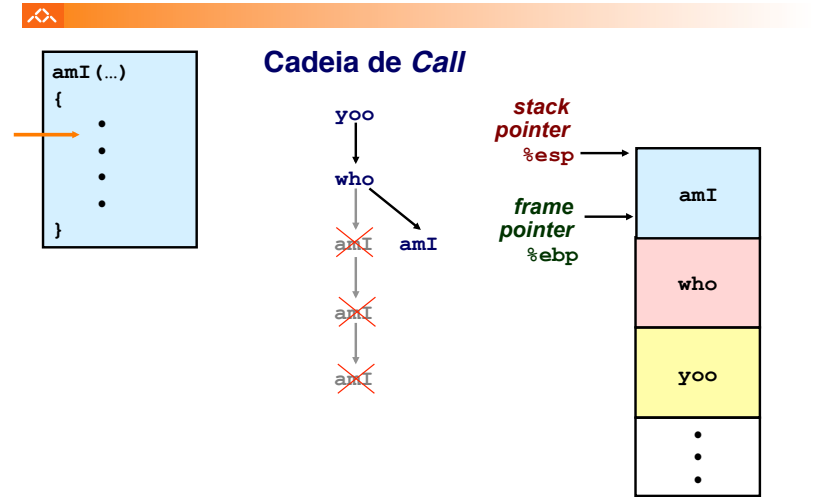 Cadeia de Call
amI(…)
{
•
•
•
•
}
yoo
who
amI amI
amI
amI
stack
pointer
%esp
frame
pointer
%ebp
amI
who
yoo
•
•
•